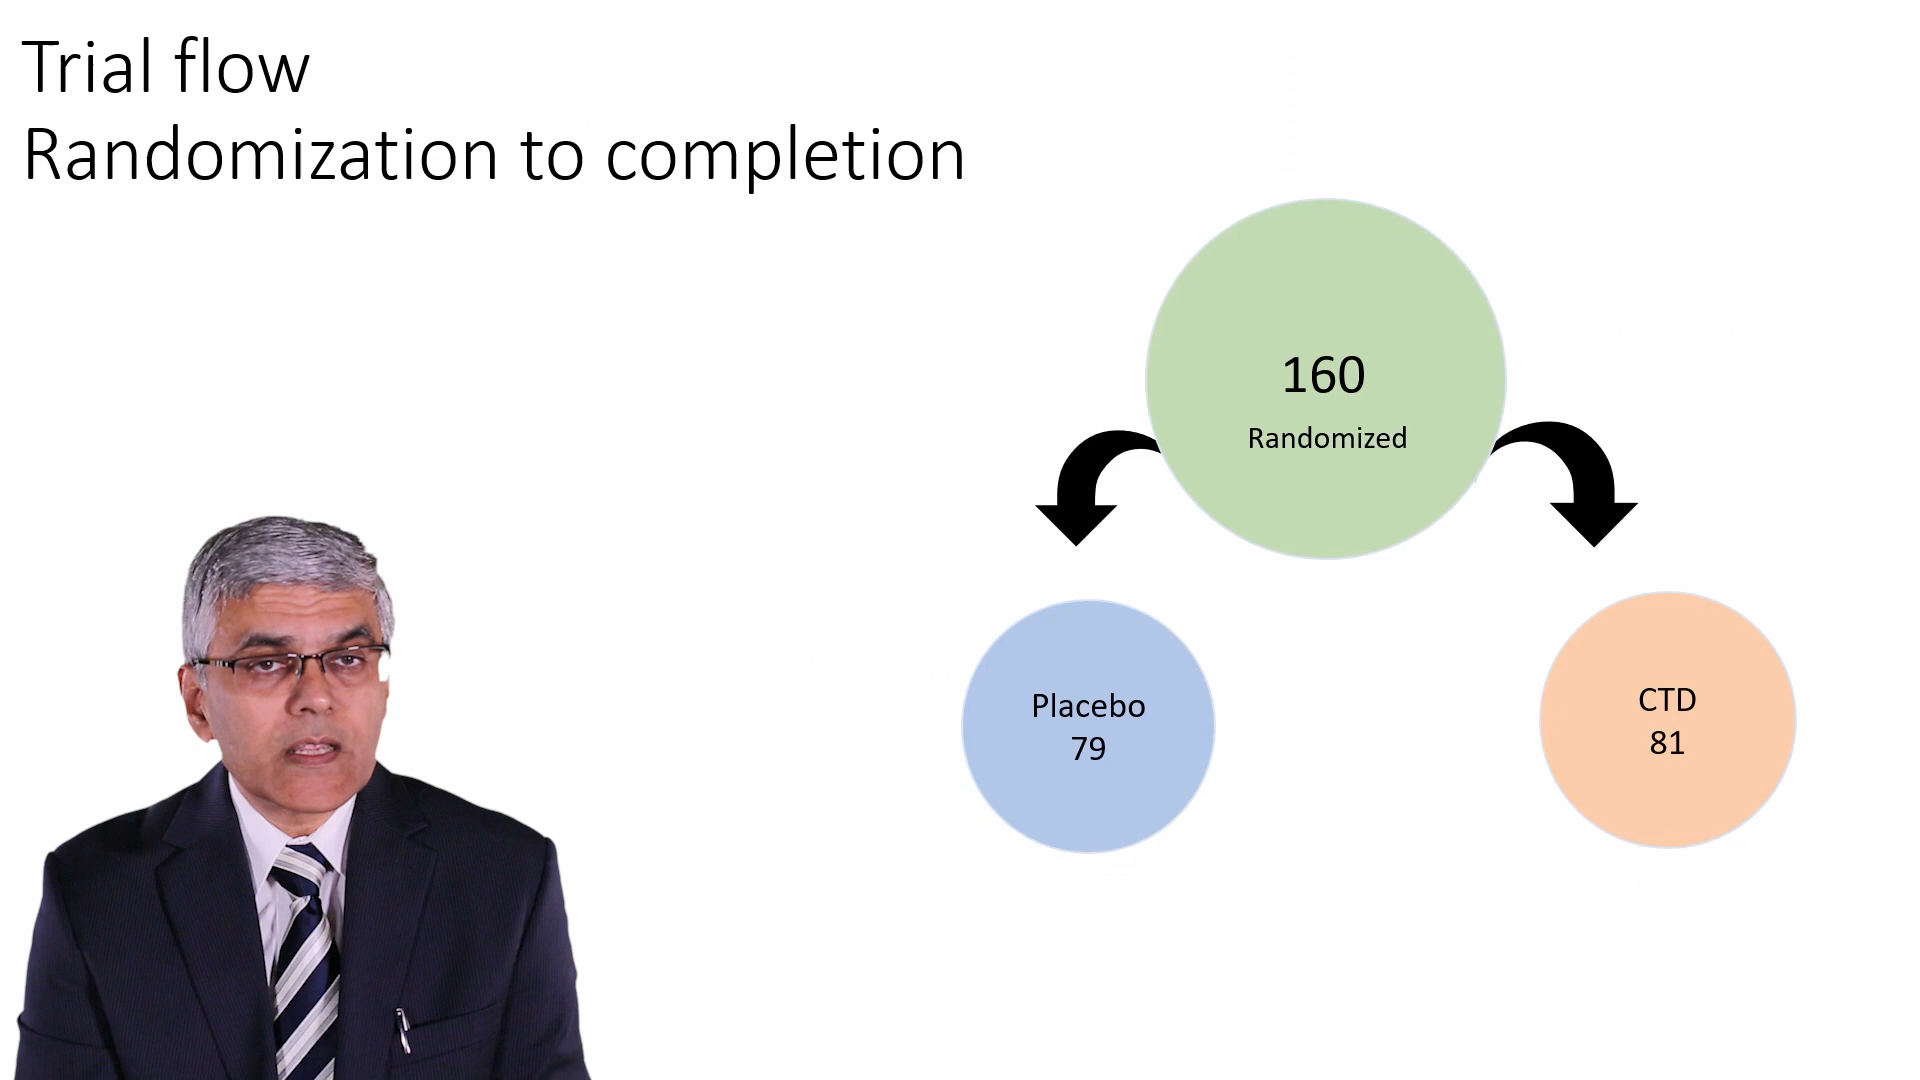 Trial flow
Randomization to completion
160
Randomized
Placebo
79
CTD
81